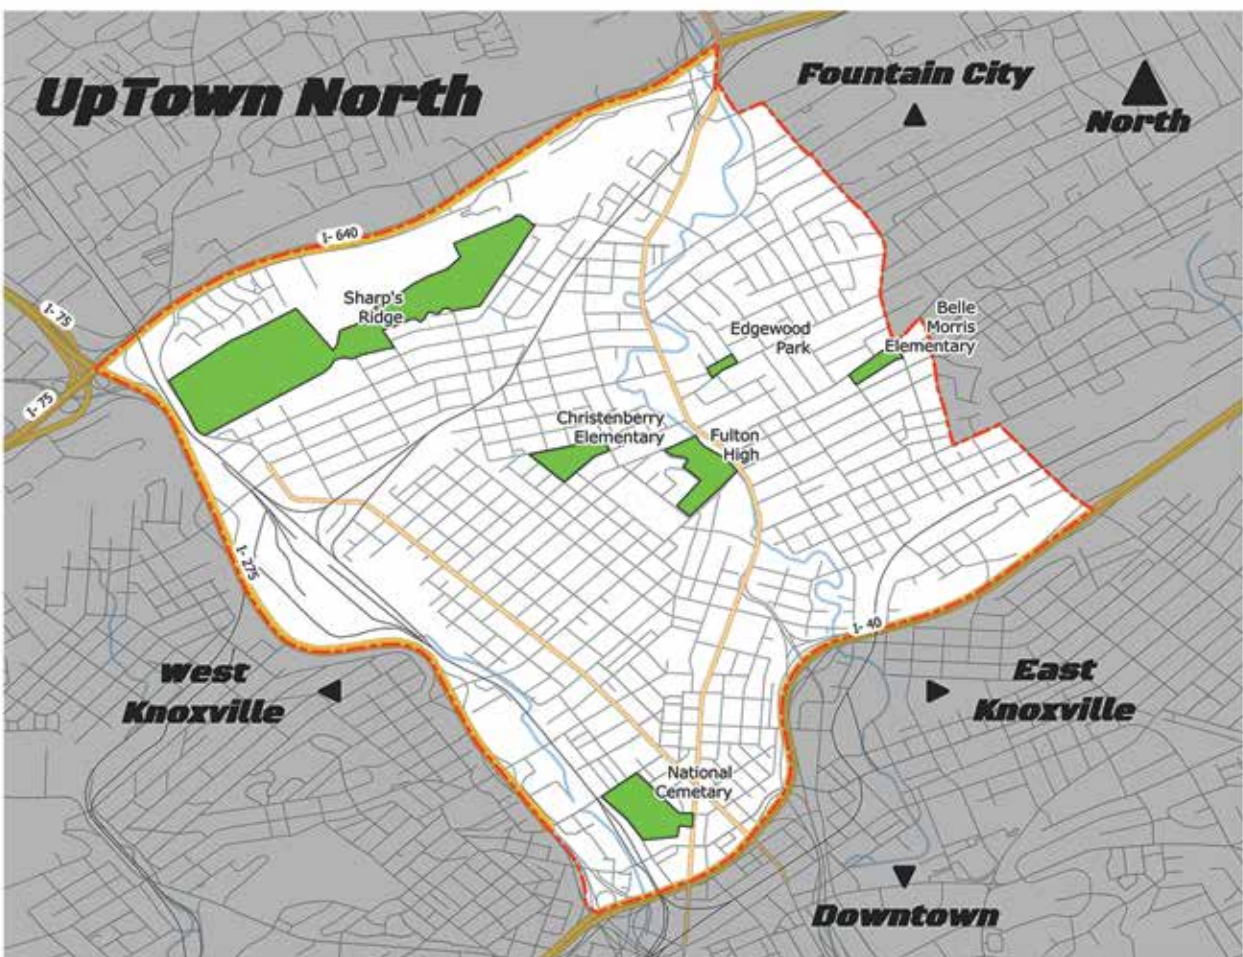 UpTown North
Fountain City
North
I- 640
I- 75
Sharp's
Ridge
Belle
Morris
Elementary
Edgewood
Park
I- 75
Christenberry
Elementary
Fulton
High
I- 275
I- 40
West
Knoxville
East
Knoxville
National
Cemetary
Downtown